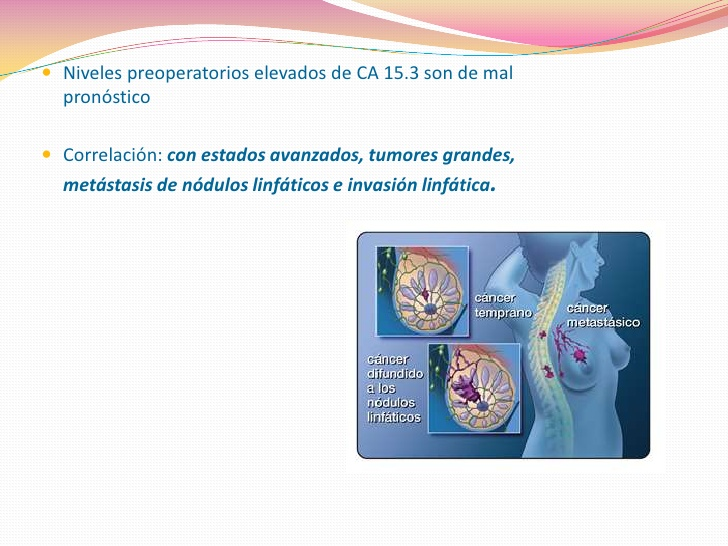 Niveles preoperatorios elevados de CA 15.3 son de mal
pronóstico
Correlación: con estados avanzados, tumores grandes,
metástasis de nódulos linfáticos e invasión linfática.
cáncer
temprano
cáncer
metastásico
cáncer
difundido
a los
nódulos
linfáticos